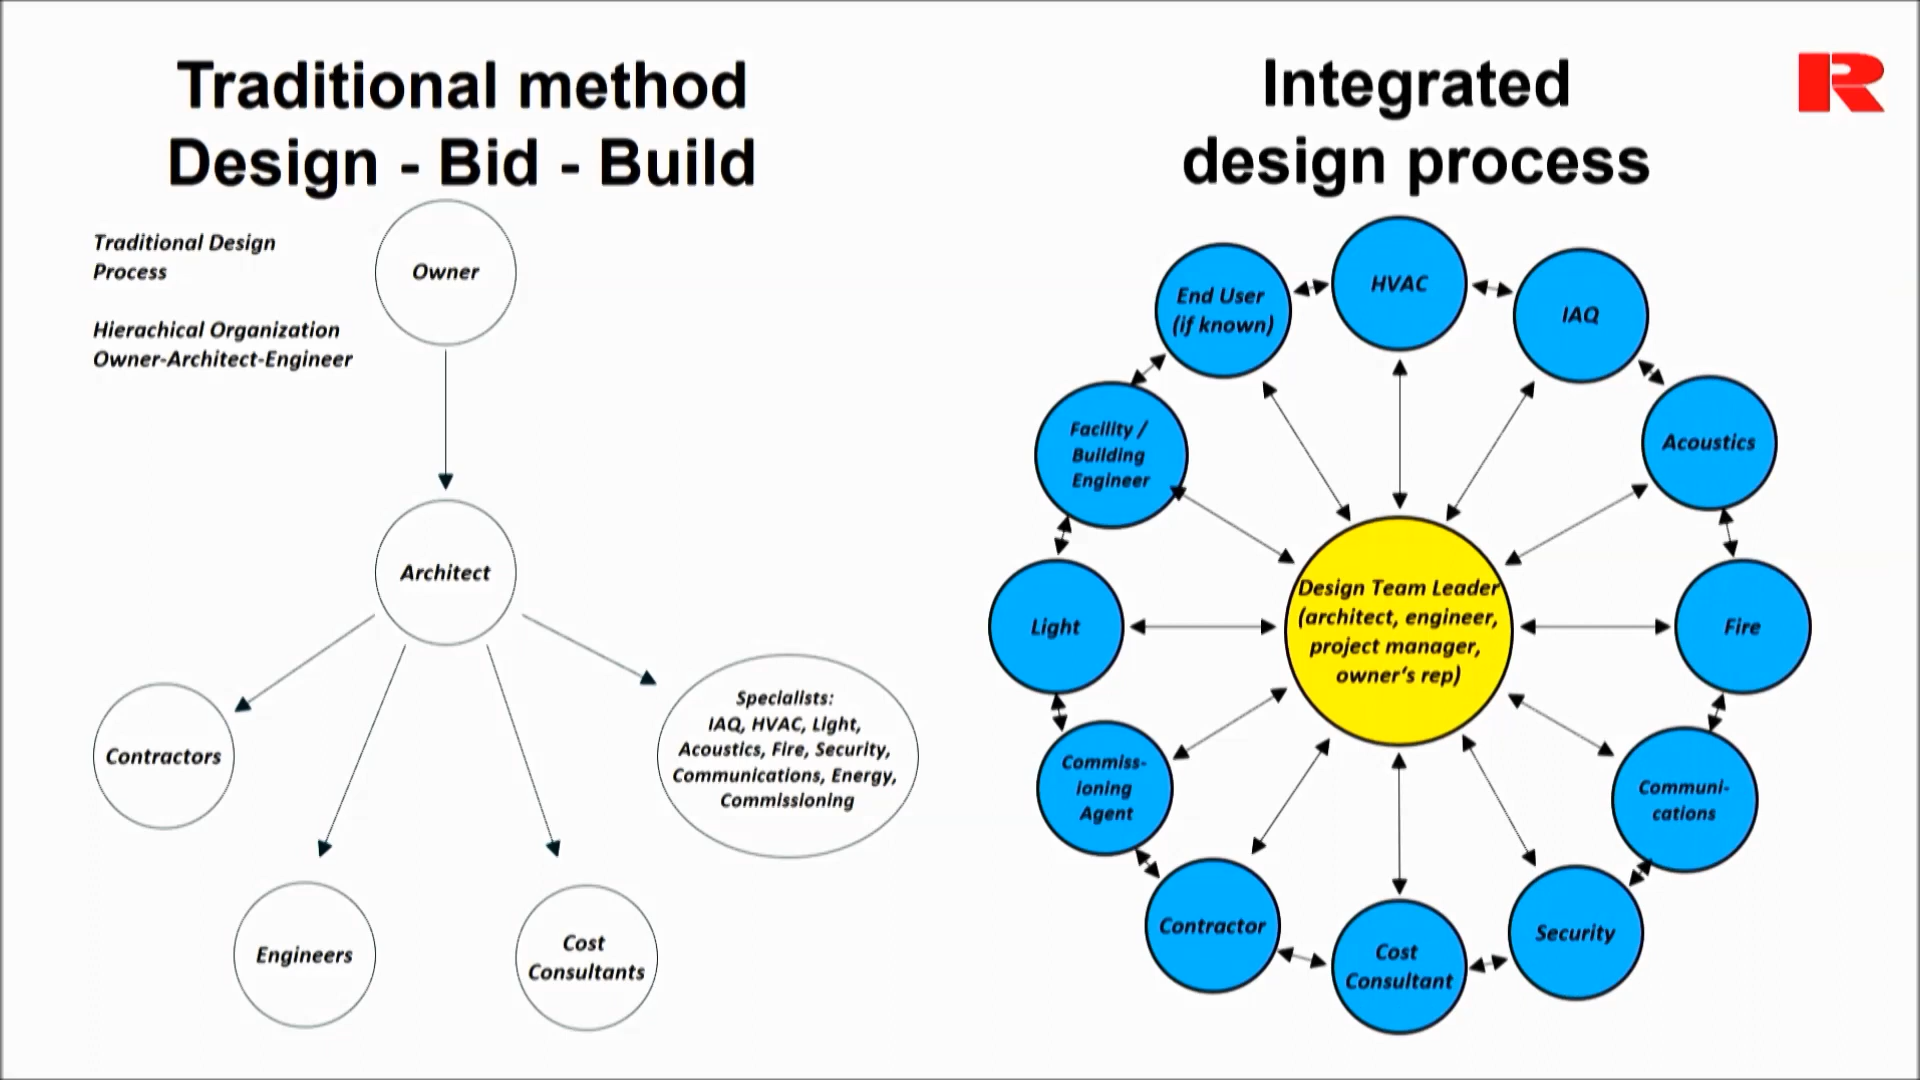 Traditional method
Design - Bid - Build
Traditional Design
Process
Hierachical Organization
Owner-Architect-Engineer
Owner
Architect
Contractors
Engineers
Cost
Consultants
Specialists:
IAQ, HVAC, Light,
Acoustics, Fire, Security,
Communications, Energy,
Commissioning
Integrated
design process
R
HVAC
IAQ
Acoustics
Fire
Communi-
cations
Security
Cost
Consultant
Contractor
Commiss-
ioning
Agent
Light
Facility /
Building
Engineer
End User
(if known)
Design Team Leader
(architect, engineer,
project manager,
owner's rep)